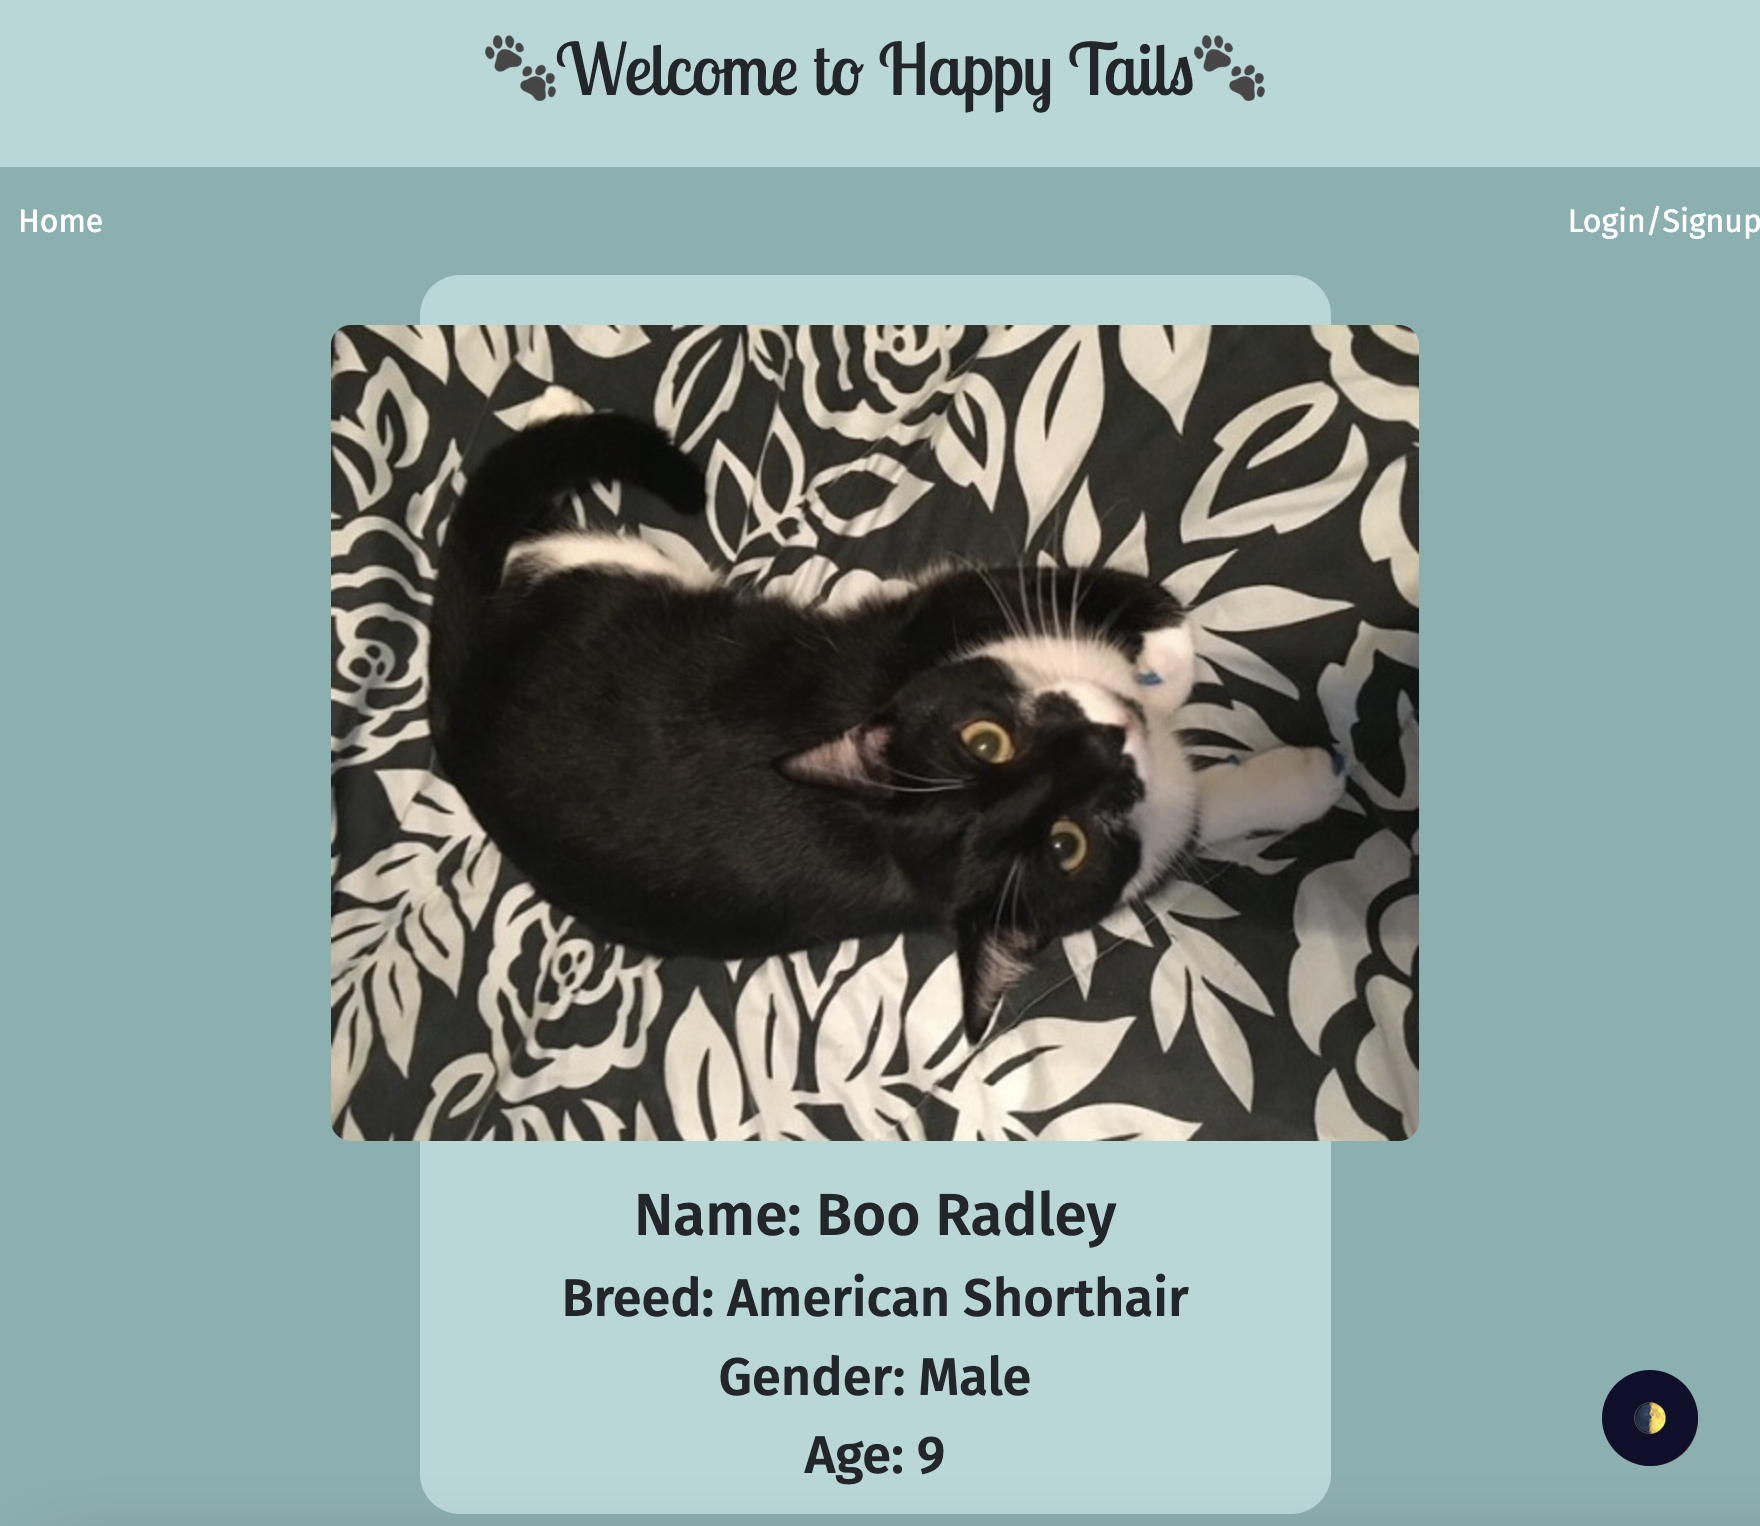 🐾Welcome to Happy Tails🐾
Home
Login/Signup
Name: Boo Radley
Breed: American Shorthair
Gender: Male
Age: 9